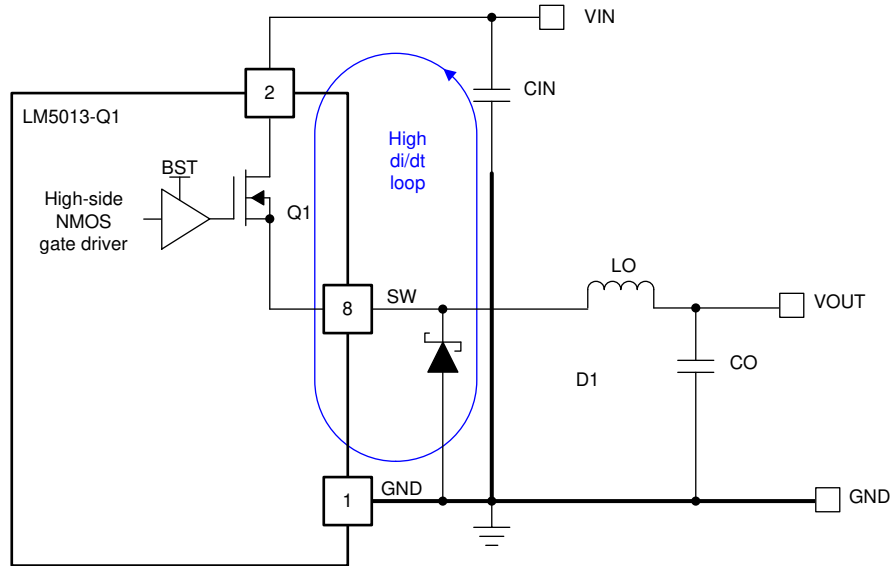 VIN
2
CIN
LM5013-Q1
High
di/dt
loop
BST
High-side
NMOS
gate driver
Q1
LO
8
SW
VOUT
CO
D1
GND
1
GND